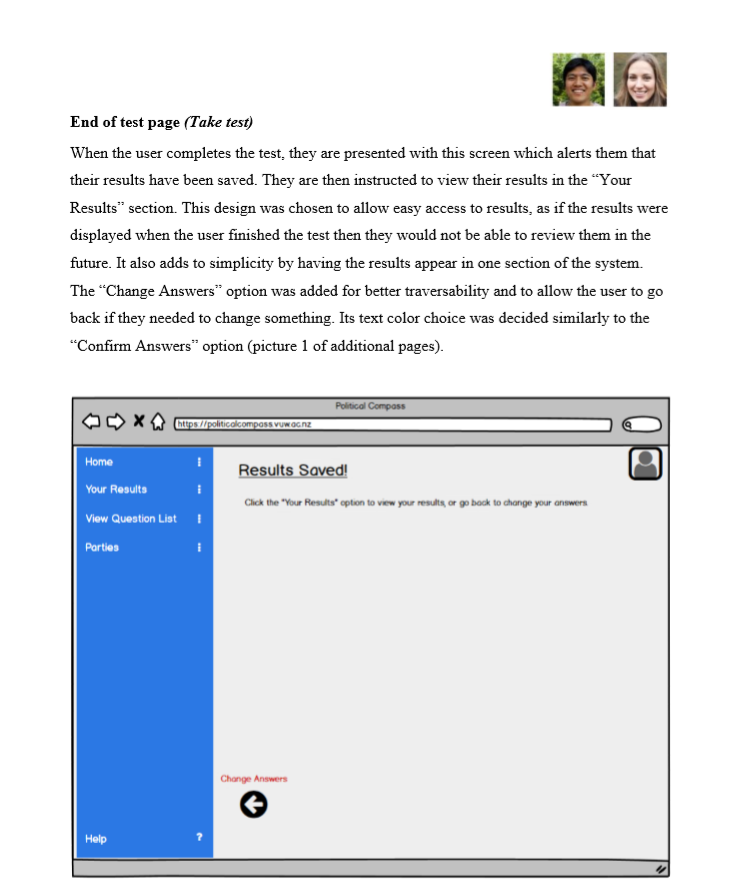 End of test page (Take test)
When the user completes the test, they are presented with this screen which alerts them that
their results have been saved. They are then instructed to view their results in the “Your
Results” section. This design was chosen to allow easy access to results, as if the results were
displayed when the user finished the test then they would not be able to review them in the
future. It also adds to simplicity by having the results appear in one section of the system.
The “Change Answers” option was added for better traversability and to allow the user to go
back if they needed to change something. Its text color choice was decided similarly to the
“Confirm Answers” option (picture 1 of additional pages).
Political Compass
https://politicalcompass.vuw.ac.nz
Home
Your Results
View Question List
Parties
Results Saved!
Click the "Your Results" option to view your results, or go back to change your answers.
Change Answers
Help ?